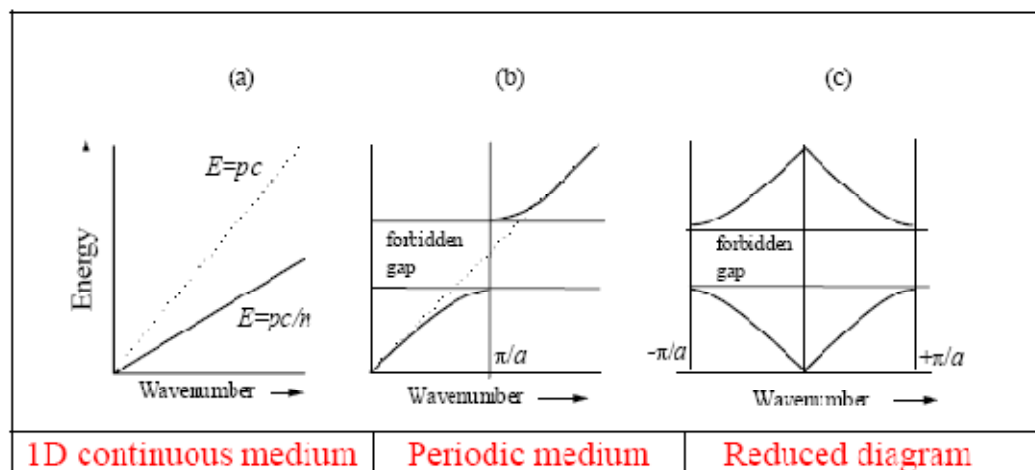 (a)
(b)
(c)
Energy
E=pc
E=pc/n
Wavenumber
forbidden
gap
π/a
Wavenumber
forbidden
gap
-π/a
+π/a
Wavenumber
1D continuous medium
Periodic medium
Reduced diagram